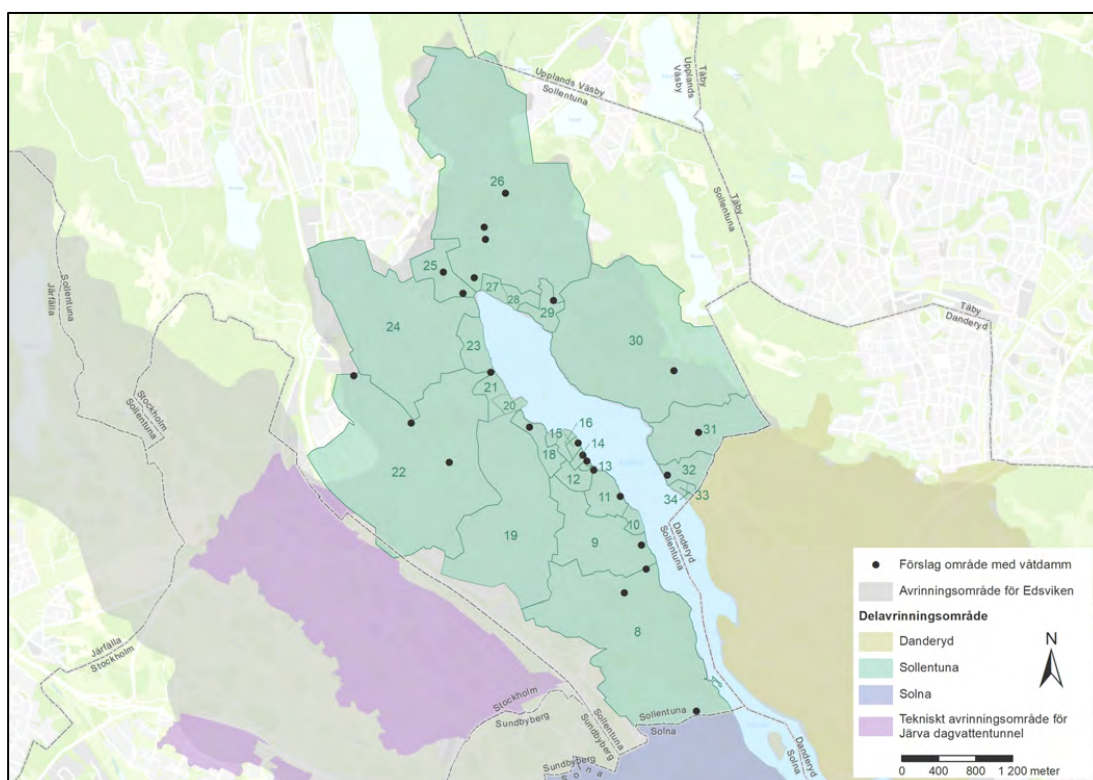 Upplands Väsby
Sollentuna
Täby
Upplands
Väsby
Täby
Sollentuna
Täby
Danderyd
Sollentuna
Järfälla
Stockholm
Sollentuna
26
25
27
28
29
24
23
30
21
20
16
15
14
18
13
12
31
32
34
33
22
11
10
19
9
8
Danderyd
Sollentuna
Järfälla
Stockholm
Stockholm
Sundbyberg
Sollentuna
Sundbyberg
Sollentuna
Solna
Sundbyberg
Danderyd
Solna
Förslag område med våtdamm
Avrinningsområde för Edsviken
Delavrinningsområde
Danderyd
Sollentuna
Solna
Tekniskt avrinningsområde för
Järva dagvattentunnel
N
0 400 800 1 200 meter